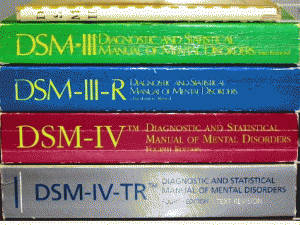 DSM-III
DIAGNOSTIC AND STATISTICAL
MANUAL OF MENTAL DISORDERS
DSM-III-R
DIAGNOSTIC AND STATISTICAL
MANUAL OF MENTAL DISORDERS
DSM-IV™
DIAGNOSTIC AND STATISTICAL
MANUAL OF MENTAL DISORDERS
FOURTH EDITION
DSM-IV-TR™
DIAGNOSTIC AND STATISTICAL
MANUAL OF MENTAL DISORDERS
FOURTH EDITION TEXT REVISION